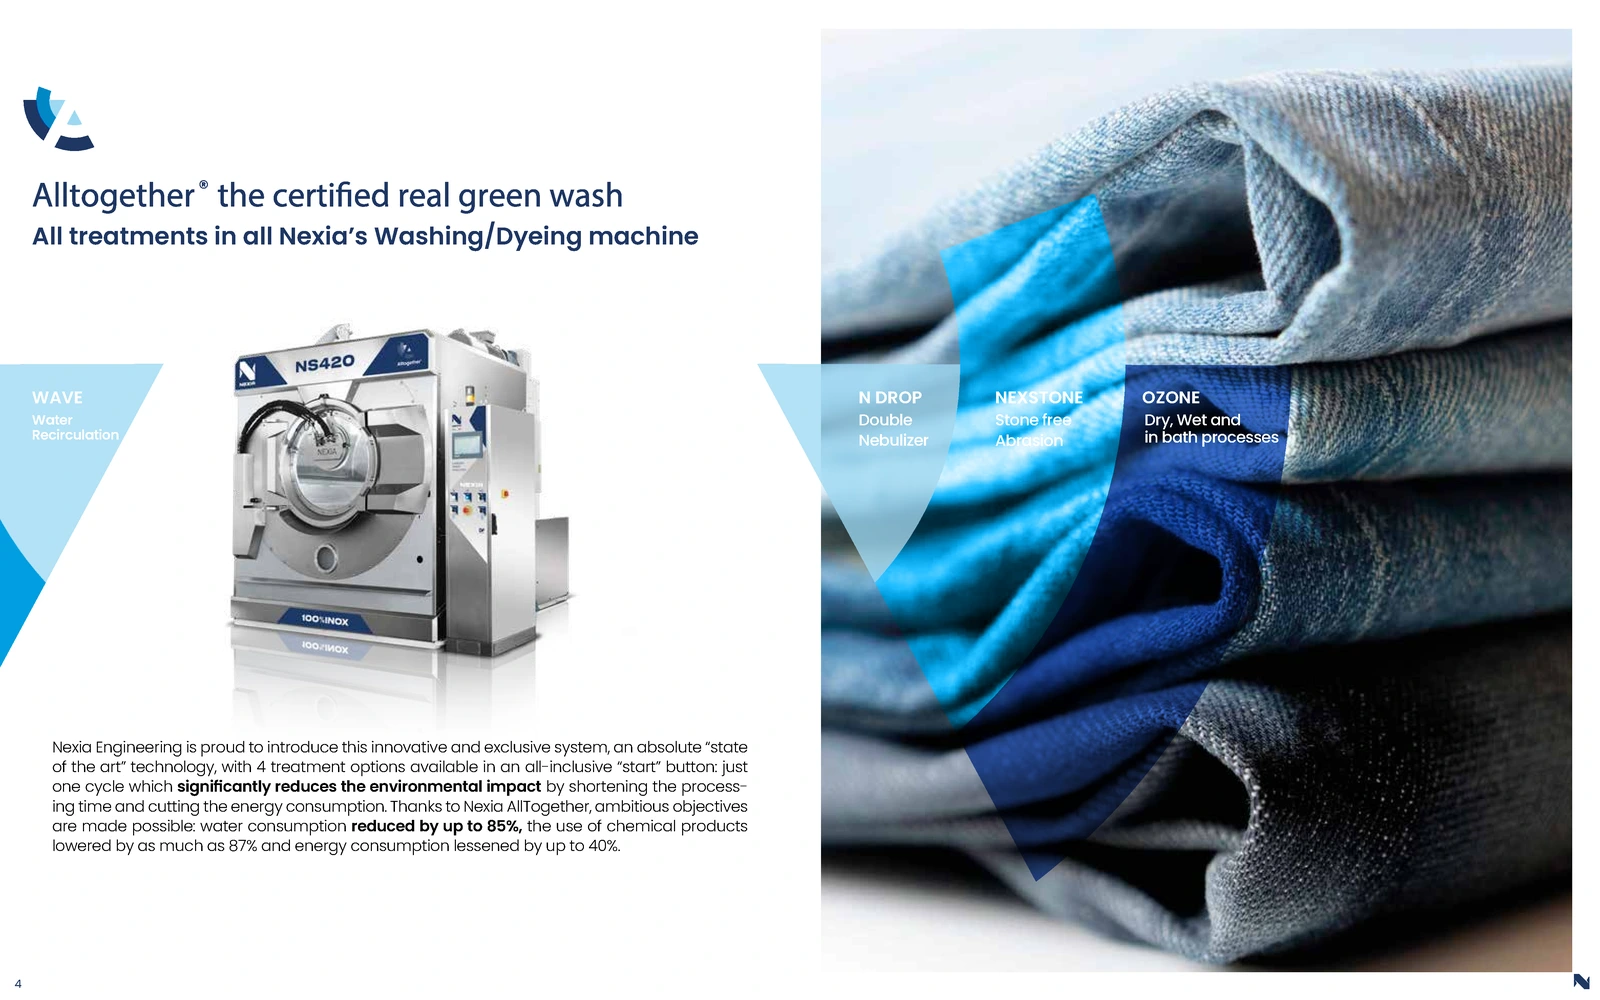 Alltogether® the certified real green wash
All treatments in all Nexia's Washing/Dyeing machine
WAVE
Water
Recirculation
NEXIA
NS420
Alltogether
NEXIA
NEXIA
100%INOX
100%INOX
N DROP
Double
Nebulizer
NEXSTONE
Stone free
Abrasion
OZONE
Dry, Wet and
in bath processes
Nexia Engineering is proud to introduce this innovative and exclusive system, an absolute “state
of the art” technology, with 4 treatment options available in an all-inclusive “start” button: just
one cycle which significantly reduces the environmental impact by shortening the process-
ing time and cutting the energy consumption. Thanks to Nexia AllTogether, ambitious objectives
are made possible: water consumption reduced by up to 85%, the use of chemical products
lowered by as much as 87% and energy consumption lessened by up to 40%.
4